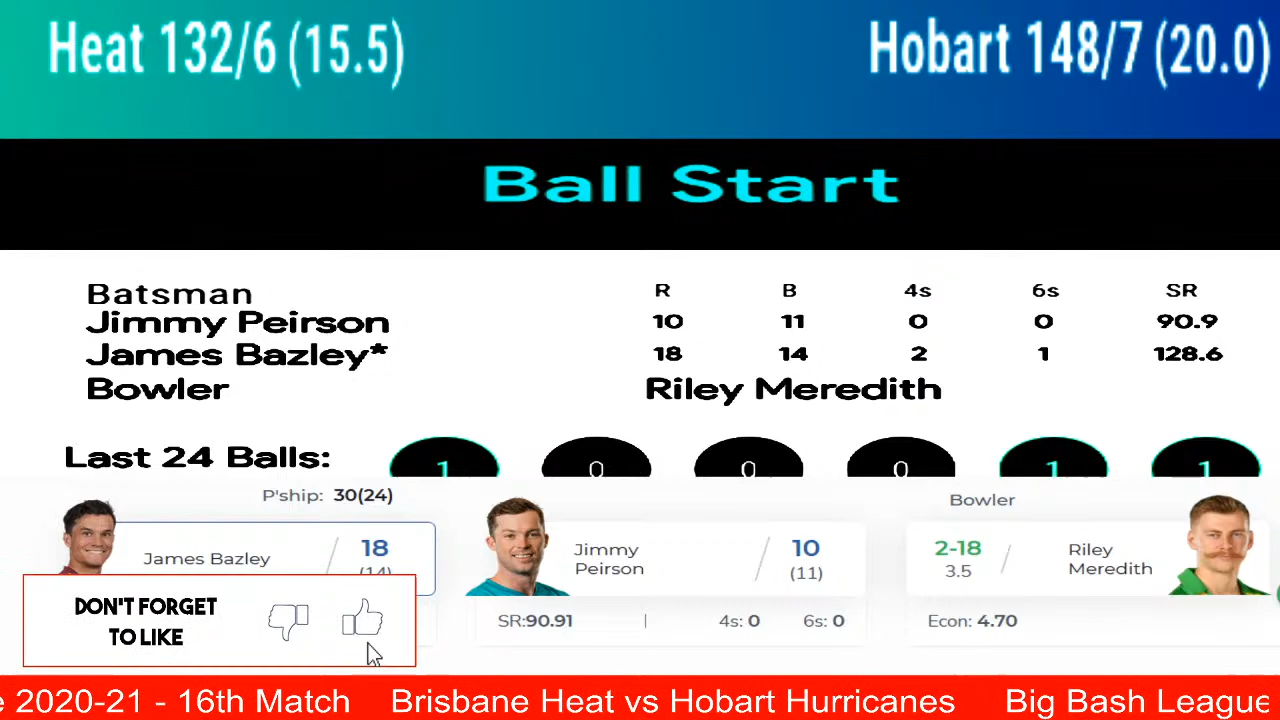 Heat 132/6 (15.5)
Hobart 148/7 (20.0)
Ball Start
Batsman R B 4s 6s SR
Jimmy Peirson 10 11 0 0 90.9
James Bazley* 18 14 2 1 128.6
Bowler Riley Meredith
Last 24 Balls: 1 0 0 0 1 1
P'ship: 30(24)
James Bazley 18
(14)
Jimmy
Peirson
10
(11)
SR:90.91 4s: 0 6s: 0
Bowler
2-18
3.5
Riley
Meredith
Econ: 4.70
DON'T FORGET
TO LIKE
e 2020-21 - 16th Match Brisbane Heat vs Hobart Hurricanes Big Bash League